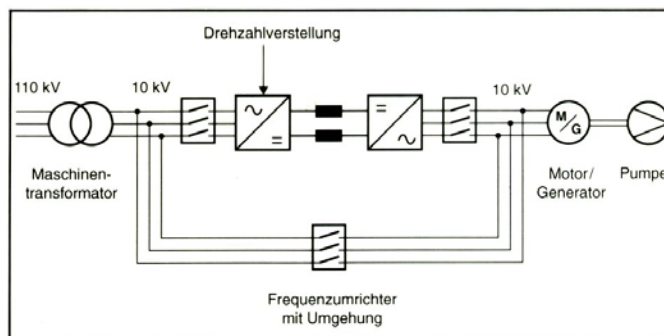 Drehzahlverstellung
110 kV
10 kV
10 kV
M/G
Maschinen-
transformator
Motor/
Generator
Pumpe
Frequenzumrichter
mit Umgehung